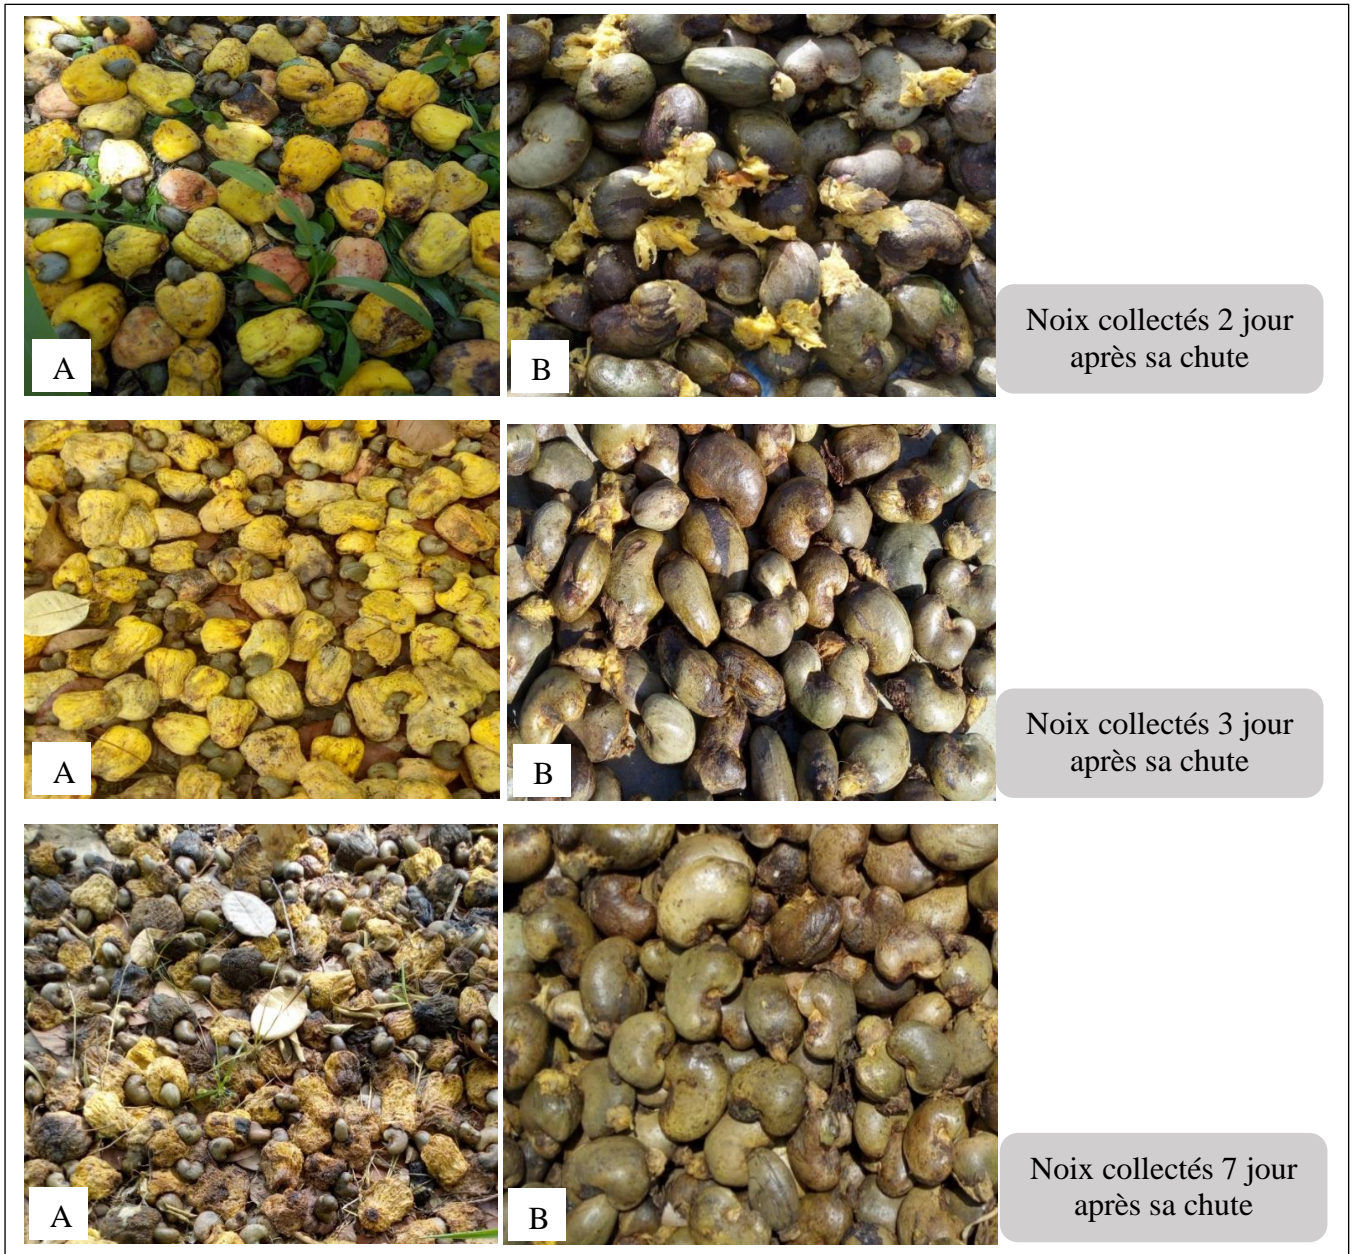 A
B
Noix collectés 2 jour
après sa chute
A
B
Noix collectés 3 jour
après sa chute
A
B
Noix collectés 7 jour
après sa chute